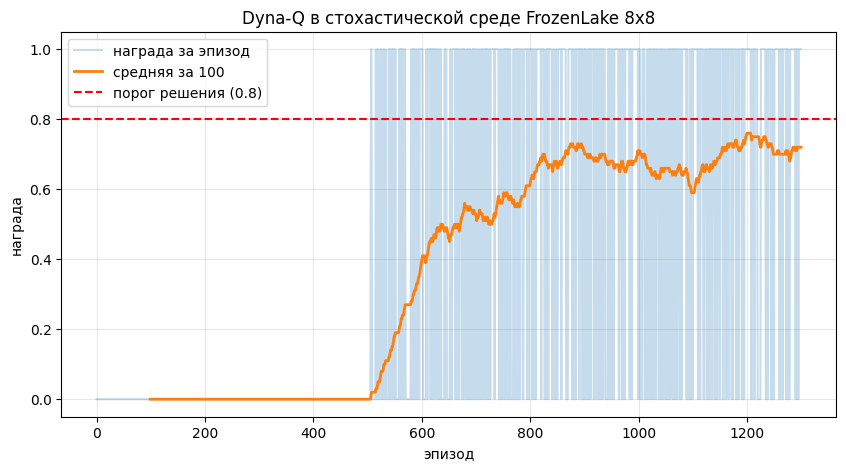 Dyna-Q в стохастической среде FrozenLake 8x8
награда за эпизод
средняя за 100
порог решения (0.8)
награда
1.0
0.8
0.6
0.4
0.2
0.0
0 200 400 600 800 1000 1200
эпизод